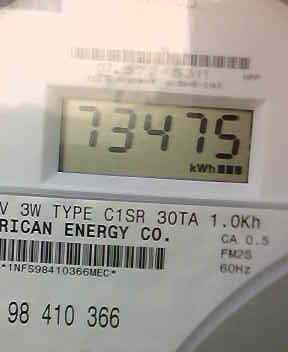 73475
kWh
V 3W TYPE C1SR 30TA 1.0Kh
RICAN ENERGY CO.
CA 0.5
FM2S
60Hz
*1NFS98410366MEC*
98 410 366